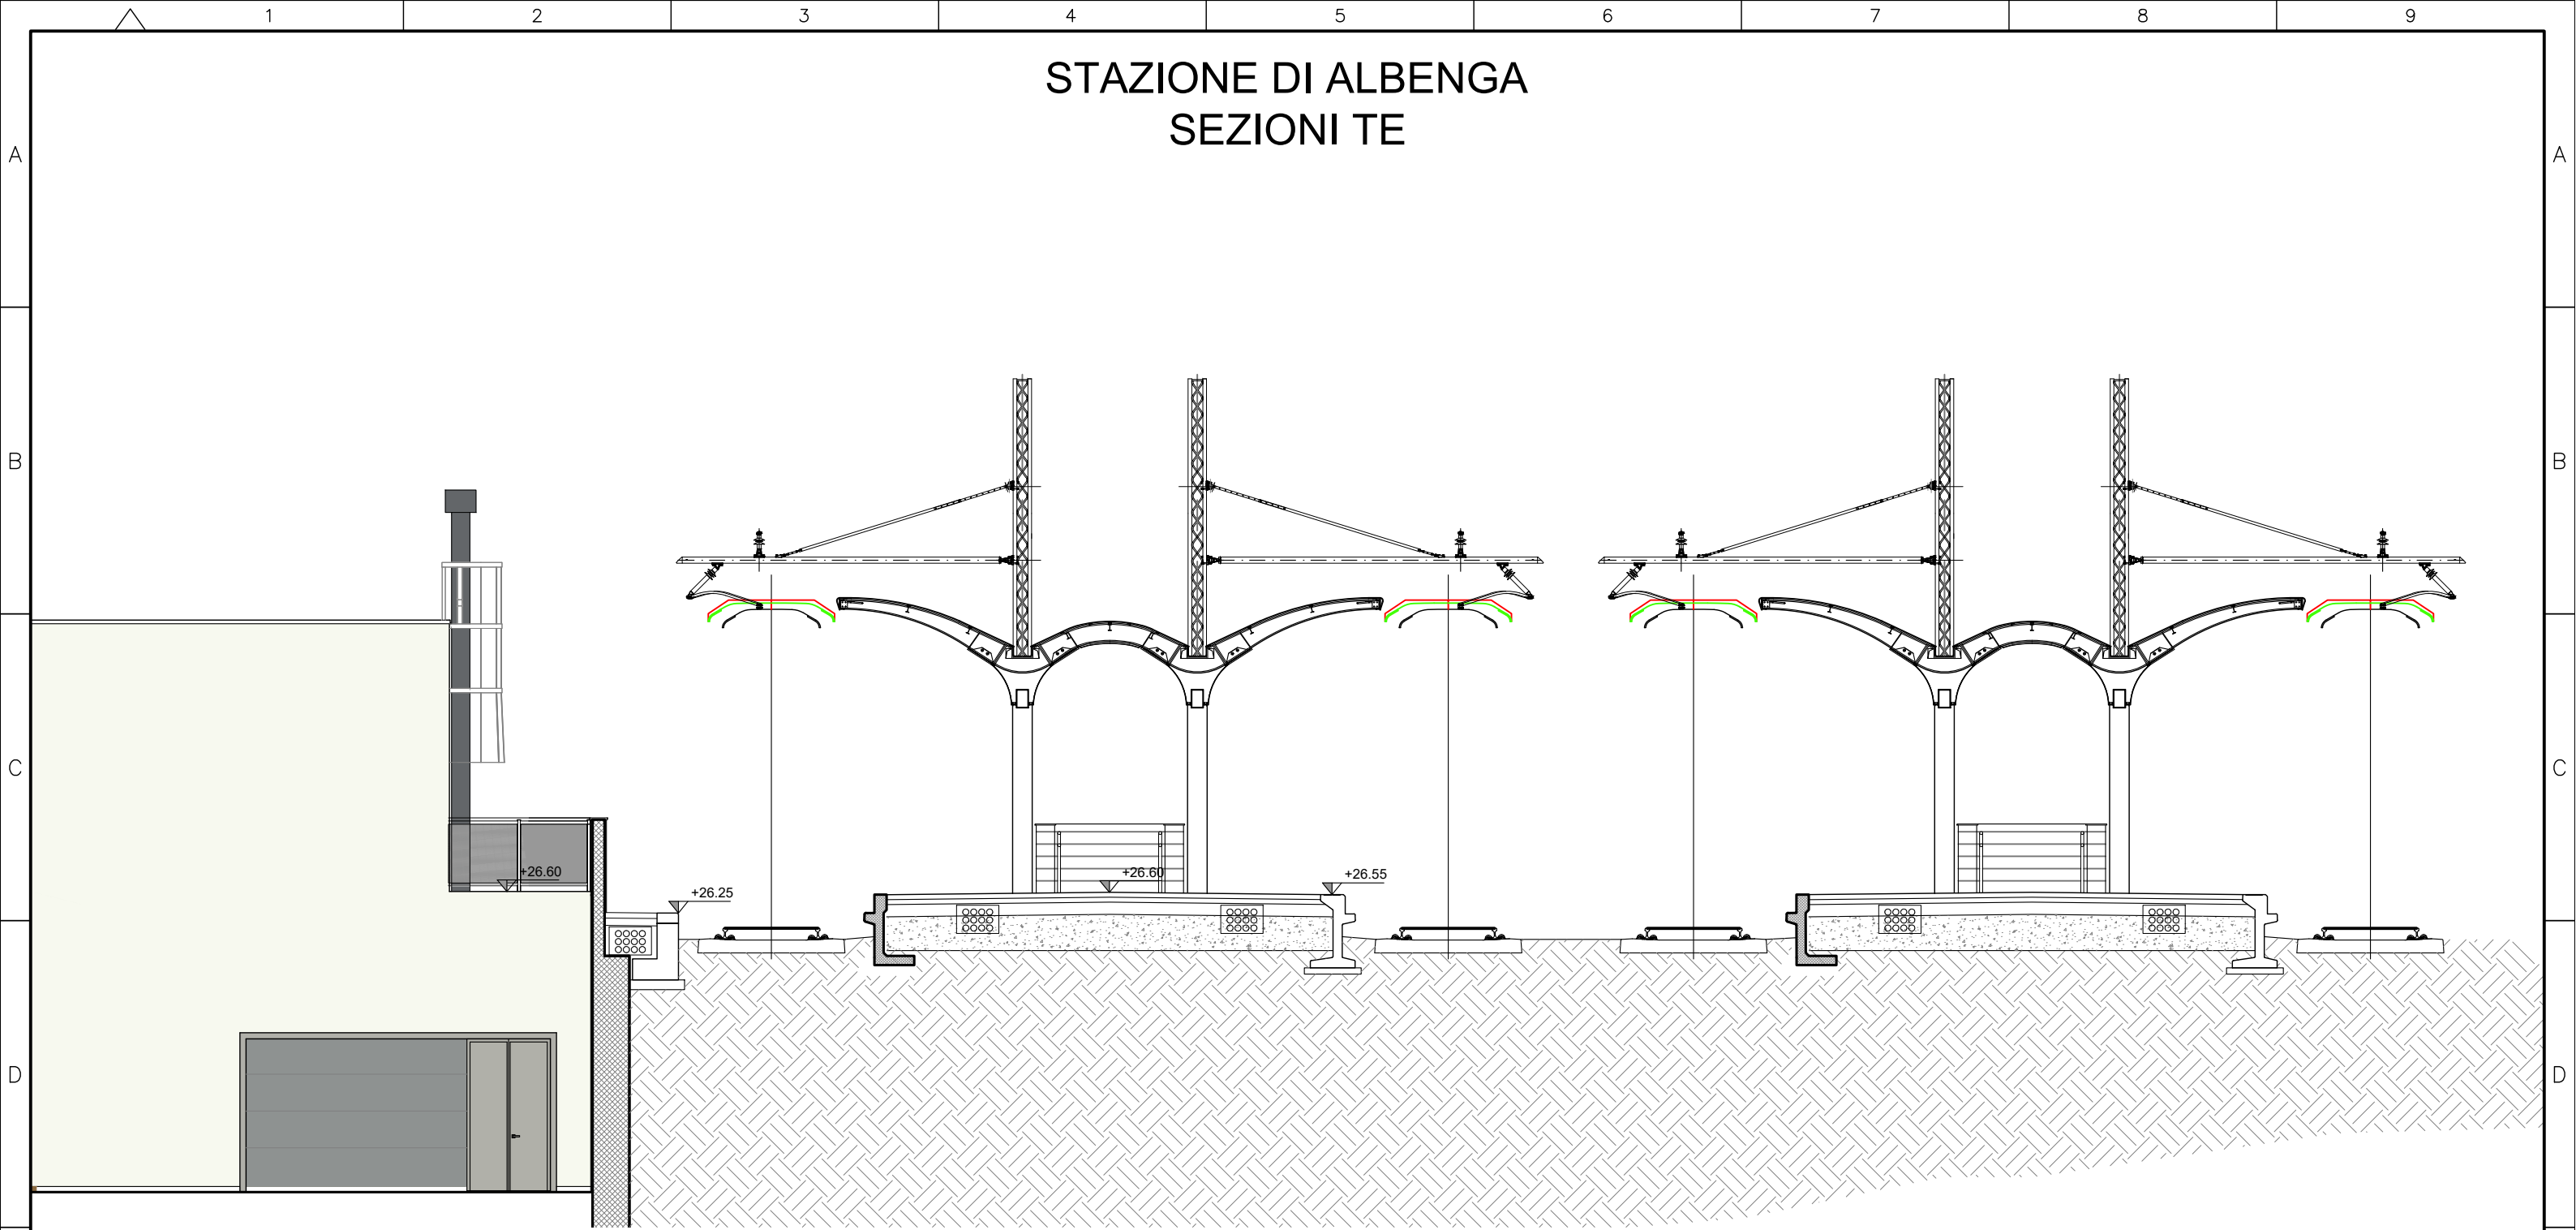 1 2 3 4 5 6 7 8 9
STAZIONE DI ALBENGA
SEZIONI TE
A A
B B
C C
+26.60 +26.60 +26.55
+26.25
D D